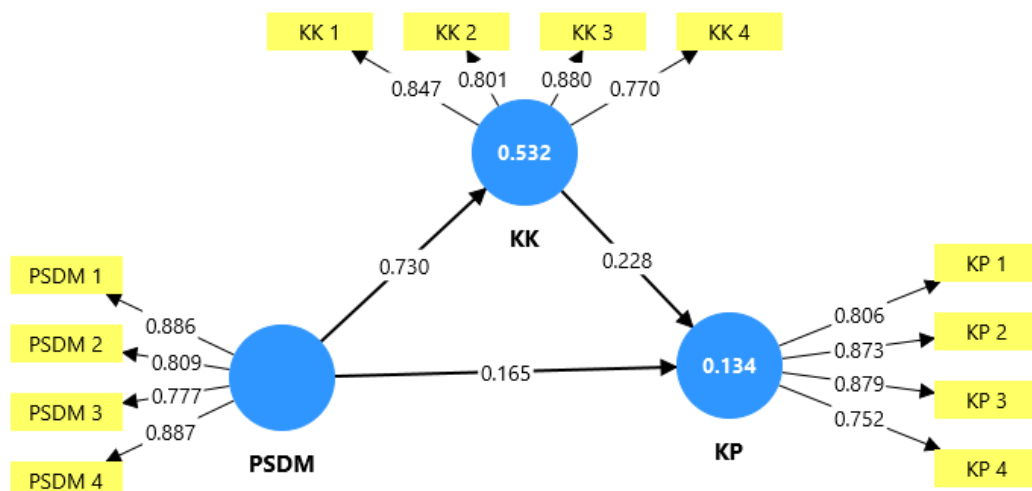 KK 1
KK 2
KK 3
KK 4
0.847
0.801
0.880
0.770
0.532
KK
0.730
0.228
PSDM 1
PSDM 2
PSDM 3
PSDM 4
0.886
0.809
0.777
0.887
PSDM
0.165
0.134
KP
0.806
0.873
0.879
0.752
KP 1
KP 2
KP 3
KP 4